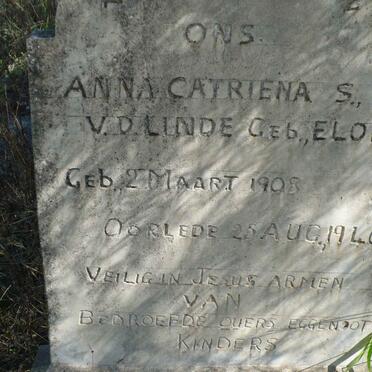 ONS
ANNA CATRIENA S.,
V.D. LINDE GEB., ELO
GEB., 2 MAART 1908
OORLEDE 25 AUG., 194
VEILIG IN JESUS ARMEN
VAN
BEDROEFDE OUERS
KINDERS